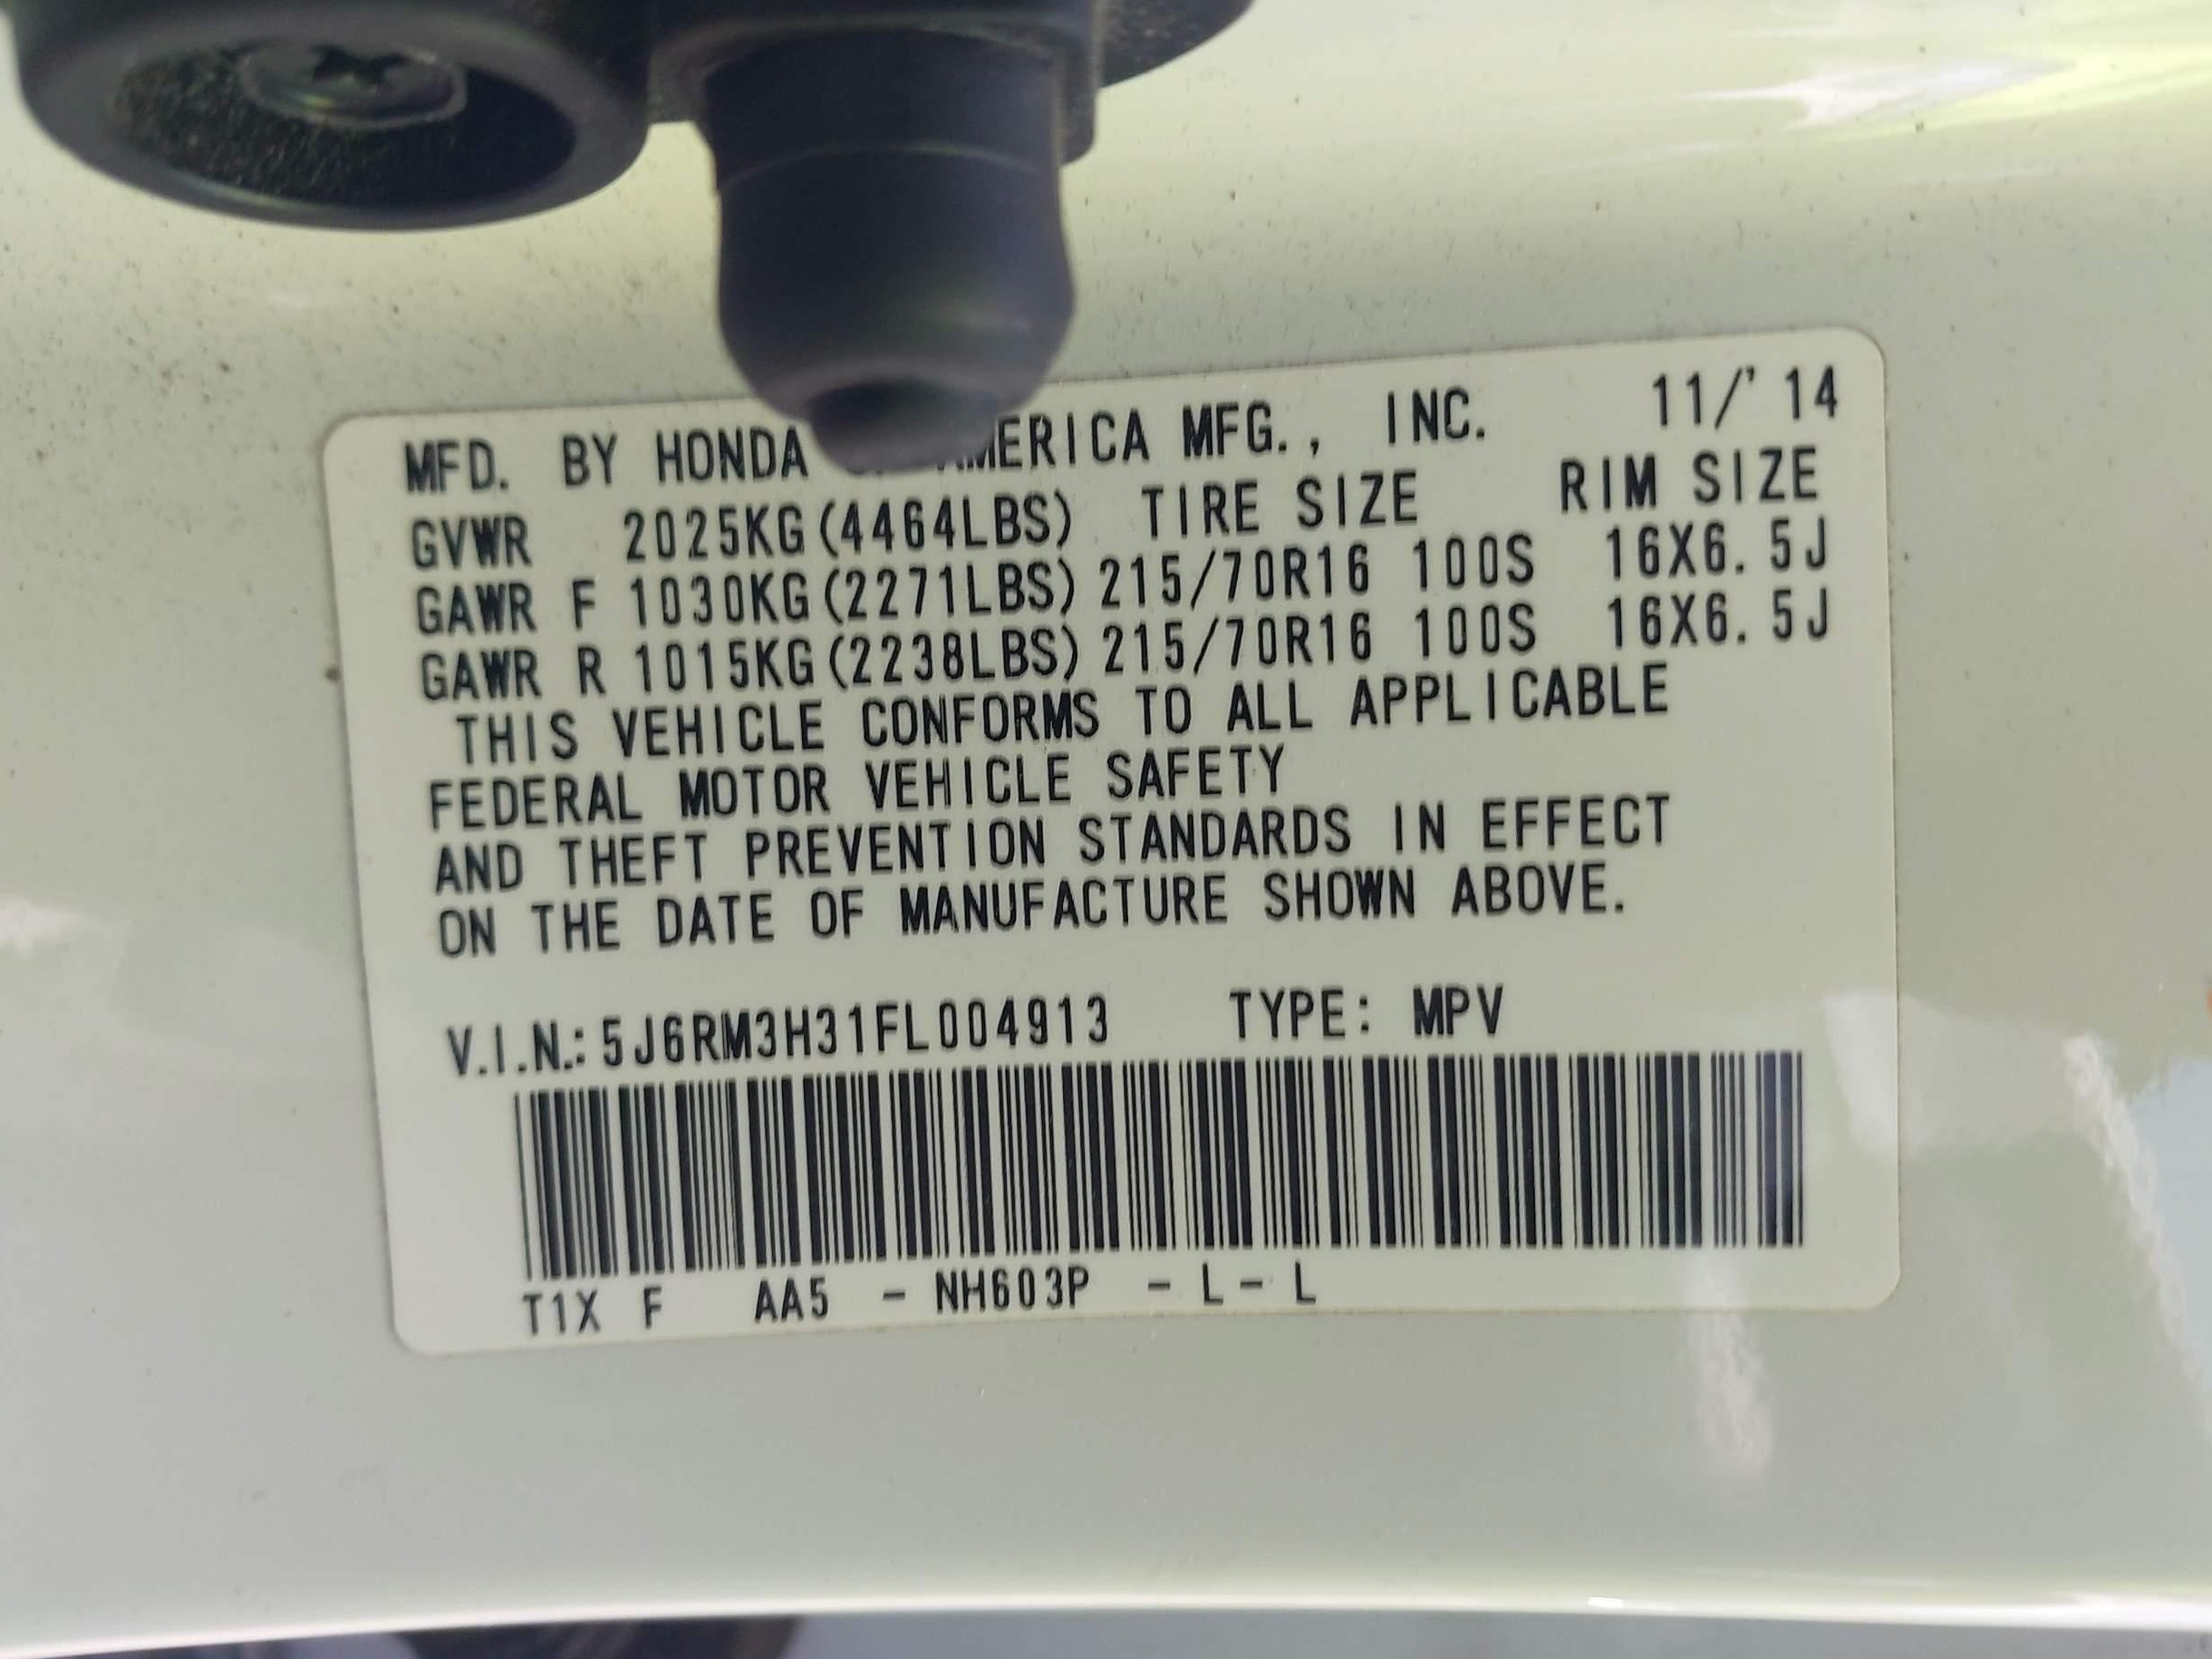 MFD. BY HONDA AMERICA MFG., INC. 11/'14
GVWR 2025KG(4464LBS) TIRE SIZE RIM SIZE
GAWR F 1030KG(2271LBS) 215/70R16 100S 16X6.5J
GAWR R 1015KG(2238LBS) 215/70R16 100S 16X6.5J
THIS VEHICLE CONFORMS TO ALL APPLICABLE
FEDERAL MOTOR VEHICLE SAFETY
AND THEFT PREVENTION STANDARDS IN EFFECT
ON THE DATE OF MANUFACTURE SHOWN ABOVE.
V.I.N.: 5J6RM3H31FL004913 TYPE: MPV
T1X F AA5 - NH603P - L - L